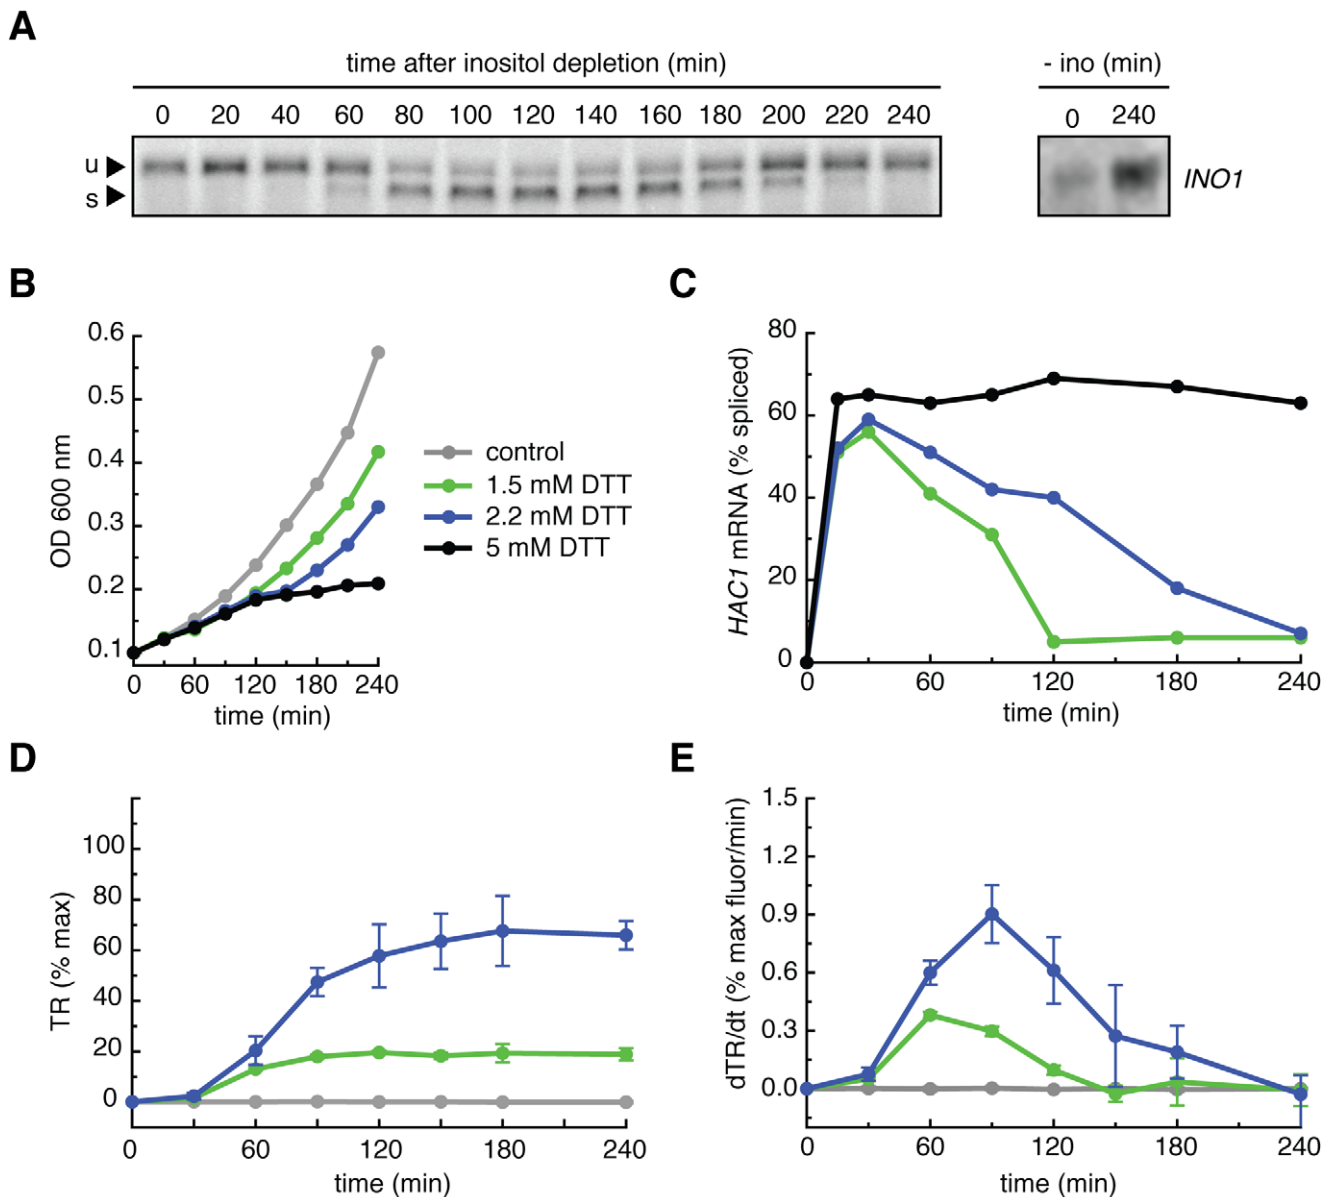 A
time after inositol depletion (min)
0 20 40 60 80 100 120 140 160 180 200 220 240
u
s
- ino (min)
0 240
INO1
B
0.6
0.5
0.4
0.3
0.2
0.1
OD 600 nm
0 60 120 180 240
time (min)
control
1.5 mM DTT
2.2 mM DTT
5 mM DTT
C
80
60
40
20
0
HAC1 mRNA (% spliced)
0 60 120 180 240
time (min)
D
100
80
60
40
20
0
TR (% max)
0 60 120 180 240
time (min)
E
1.5
1.2
0.9
0.6
0.3
0.0
dTR/dt (% max fluor/min)
0 60 120 180 240
time (min)